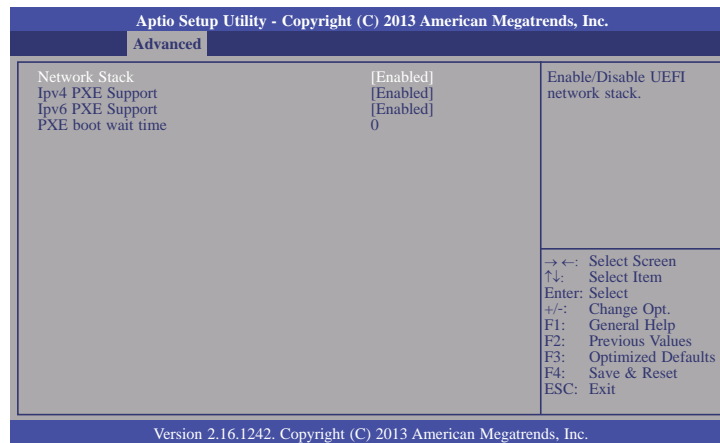 Aptio Setup Utility - Copyright (C) 2013 American Megatrends, Inc.
Advanced
Network Stack [Enabled]
Ipv4 PXE Support [Enabled]
Ipv6 PXE Support [Enabled]
PXE boot wait time 0
Enable/Disable UEFI
network stack.
→←: Select Screen
↑↓: Select Item
Enter: Select
+/-: Change Opt.
F1: General Help
F2: Previous Values
F3: Optimized Defaults
F4: Save & Reset
ESC: Exit
Version 2.16.1242. Copyright (C) 2013 American Megatrends, Inc.